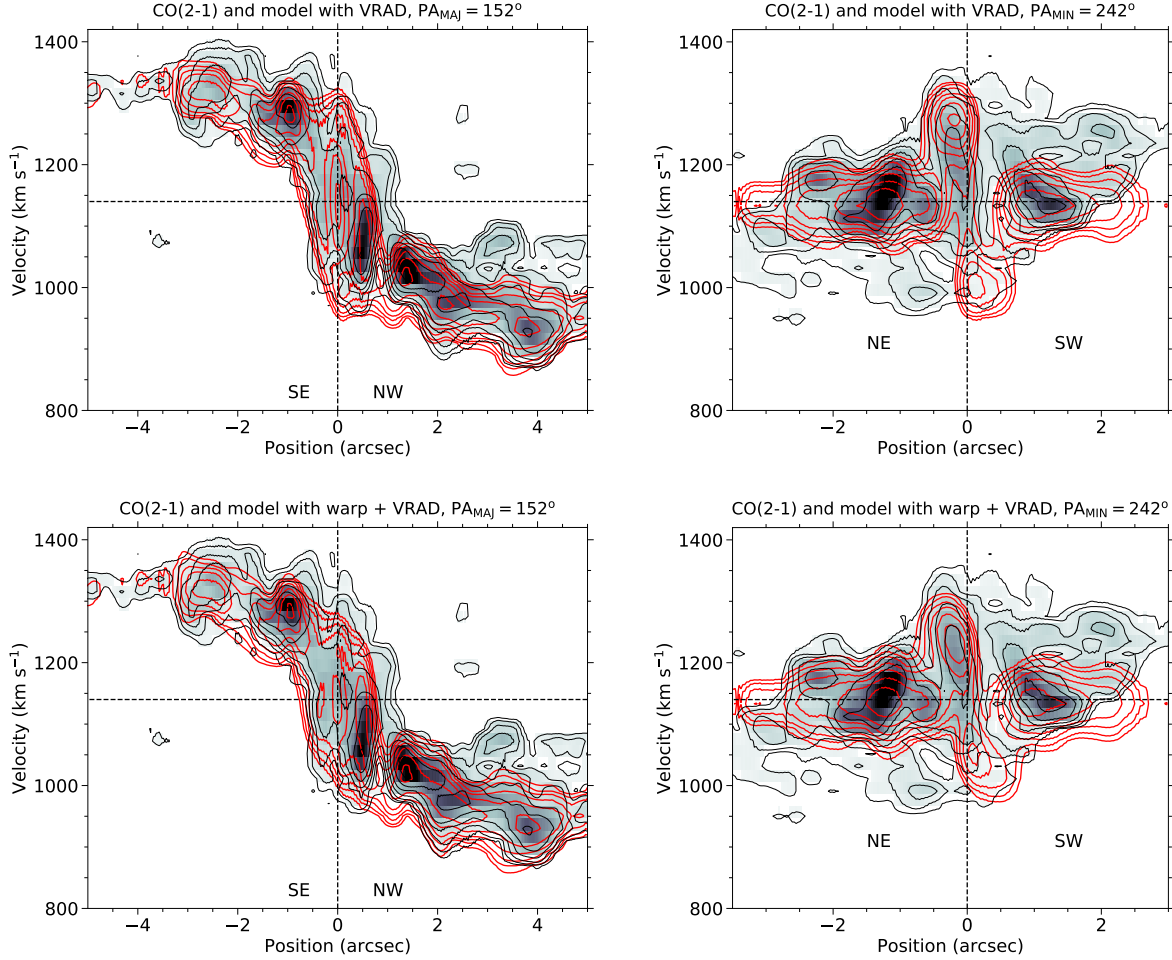 CO(2-1) and model with VRAD, PA_MAJ = 152°
CO(2-1) and model with VRAD, PA_MIN = 242°
1400
1200
1000
800
Velocity (km s⁻¹)
SE
NW
−4
−2
0
2
4
Position (arcsec)
1400
1200
1000
800
Velocity (km s⁻¹)
NE
SW
−2
0
2
Position (arcsec)
CO(2-1) and model with warp + VRAD, PA_MAJ = 152°
CO(2-1) and model with warp + VRAD, PA_MIN = 242°
1400
1200
1000
800
Velocity (km s⁻¹)
SE
NW
−4
−2
0
2
4
Position (arcsec)
1400
1200
1000
800
Velocity (km s⁻¹)
NE
SW
−2
0
2
Position (arcsec)